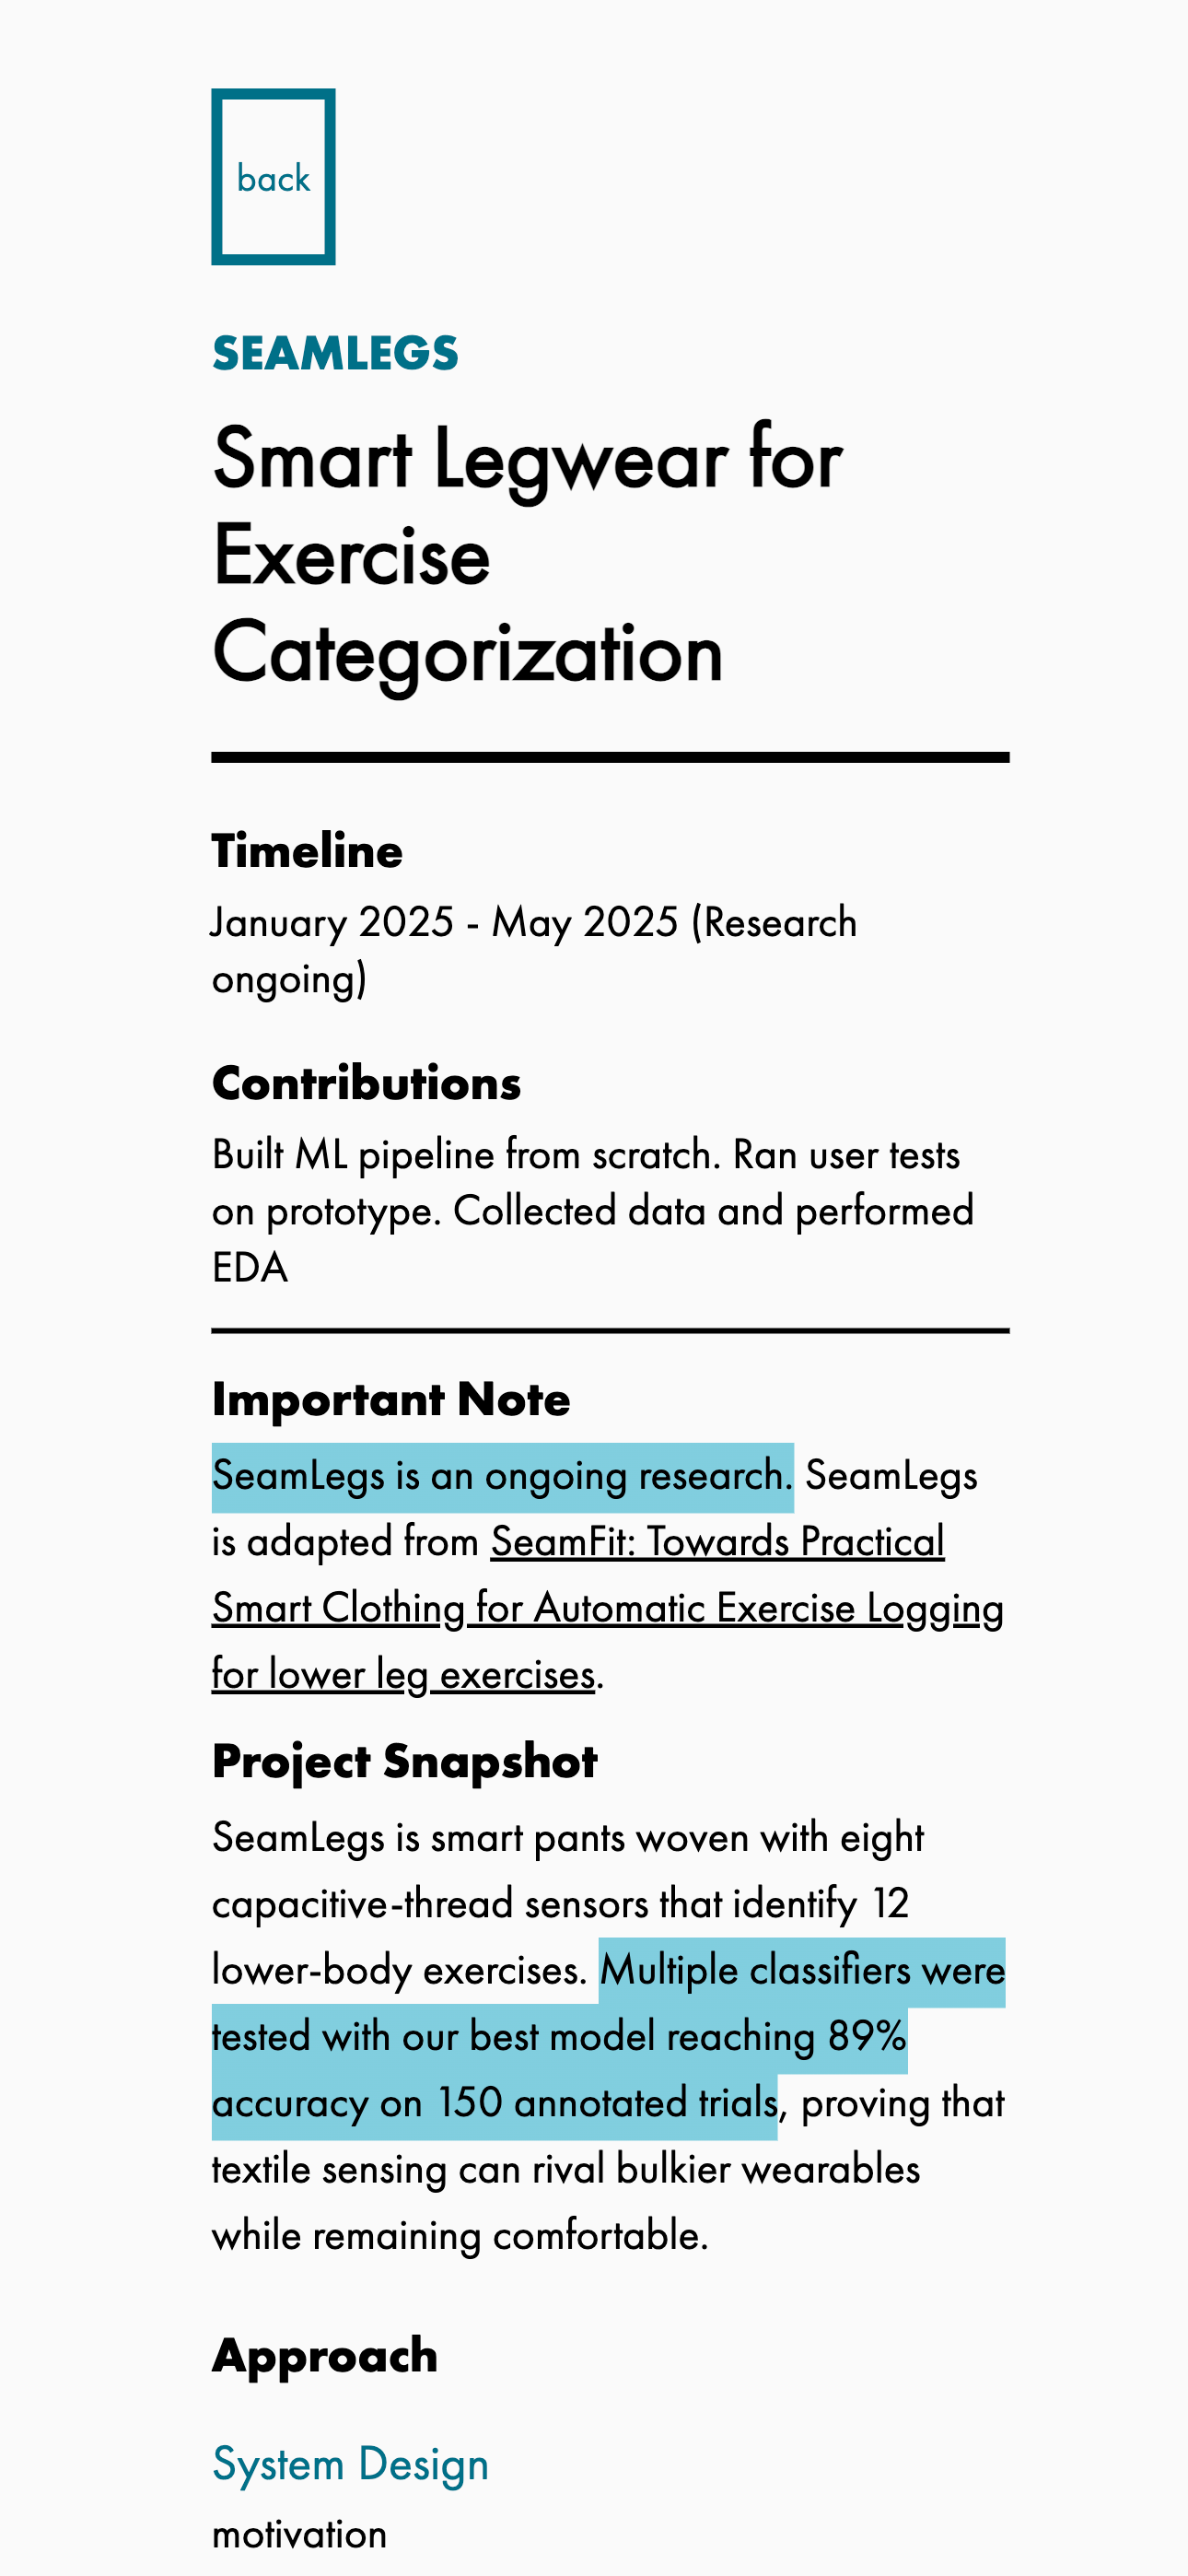 back
SEAMLEGS
Smart Legwear for
Exercise
Categorization
Timeline
January 2025 - May 2025 (Research
ongoing)
Contributions
Built ML pipeline from scratch. Ran user tests
on prototype. Collected data and performed
EDA
Important Note
SeamLegs is an ongoing research. SeamLegs
is adapted from SeamFit: Towards Practical
Smart Clothing for Automatic Exercise Logging
for lower leg exercises.
Project Snapshot
SeamLegs is smart pants woven with eight
capacitive-thread sensors that identify 12
lower-body exercises. Multiple classifiers were
tested with our best model reaching 89%
accuracy on 150 annotated trials, proving that
textile sensing can rival bulkier wearables
while remaining comfortable.
Approach
System Design
motivation